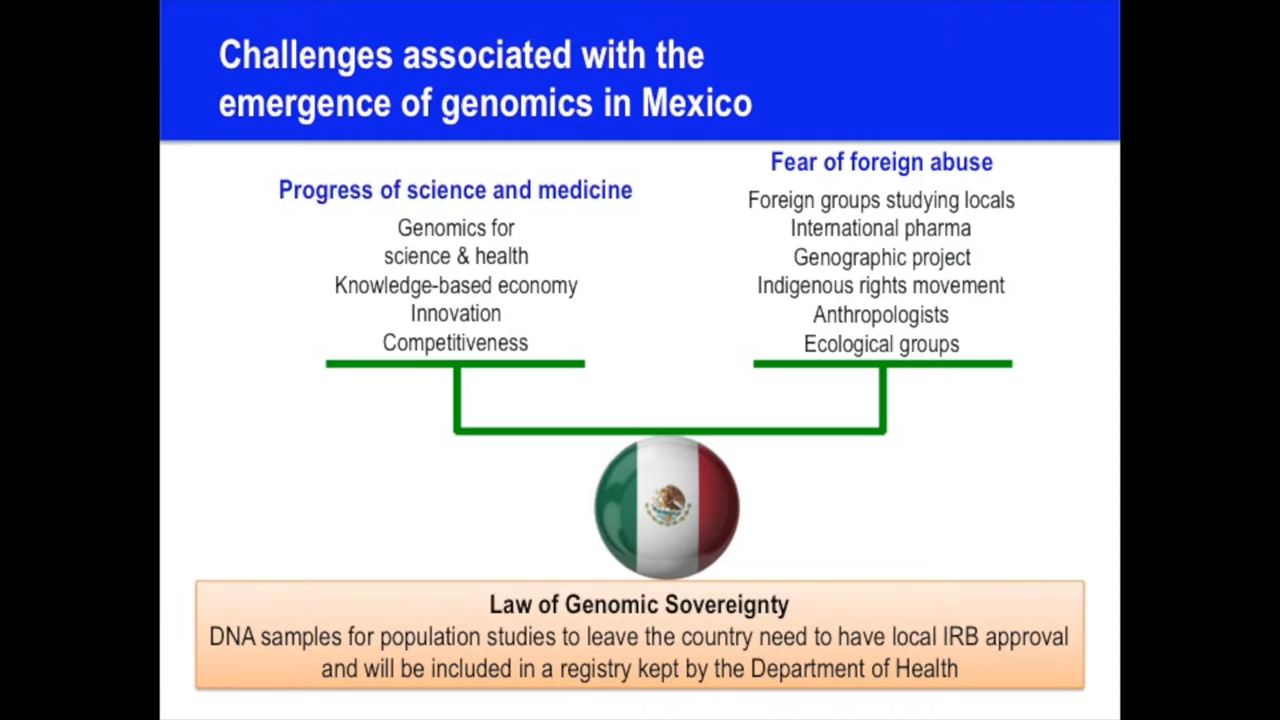 Challenges associated with the
emergence of genomics in Mexico
Progress of science and medicine
Genomics for
science & health
Knowledge-based economy
Innovation
Competitiveness
Fear of foreign abuse
Foreign groups studying locals
International pharma
Genographic project
Indigenous rights movement
Anthropologists
Ecological groups
Law of Genomic Sovereignty
DNA samples for population studies to leave the country need to have local IRB approval
and will be included in a registry kept by the Department of Health